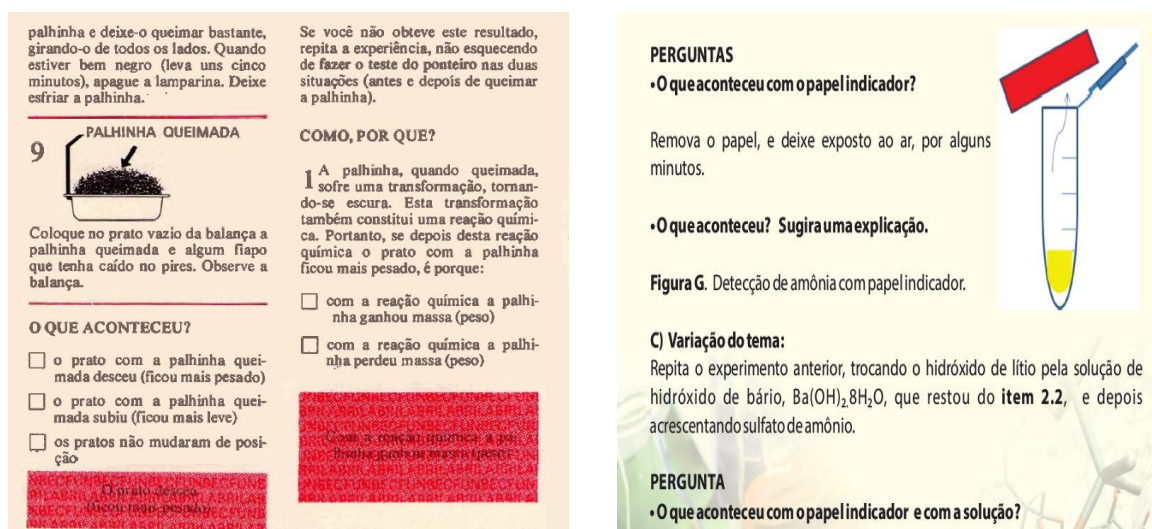 palhinha e deixe-o queimar bastante,
girando-o de todos os lados. Quando
estiver bem negro (leva uns cinco
minutos), apague a lamparina. Deixe
esfriar a palhinha.
9
PALHINHA QUEIMADA
Coloque no prato vazio da balança a
palhinha queimada e algum fiapo
que tenha caído no pires. Observe a
balança.
O QUE ACONTECEU?
o prato com a palhinha quei-
mada desceu (ficou mais pesado)
o prato com a palhinha quei-
mada subiu (ficou mais leve)
os pratos não mudaram de posi-
ção
O prato desceu
(ficou mais pesado)
Se você não obteve este resultado,
repita a experiência, não esquecendo
de fazer o teste do ponteiro nas duas
situações (antes e depois de queimar
a palhinha).
COMO, POR QUE?
1 A palhinha, quando queimada,
sofre uma transformação, tornan-
do-se escura. Esta transformação
também constitui uma reação quími-
ca. Portanto, se depois desta reação
química o prato com a palhinha
ficou mais pesado, é porque:
com a reação química a palhi-
nha ganhou massa (peso)
com a reação química a palhi-
nha perdeu massa (peso)
Com a reação química a pa-
lhinha ganhou massa (peso)
PERGUNTAS
• O que aconteceu com o papel indicador?
Remova o papel, e deixe exposto ao ar, por alguns
minutos.
• O que aconteceu? Sugira uma explicação.
Figura G. Detecção de amônia com papel indicador.
C) Variação do tema:
Repita o experimento anterior, trocando o hidróxido de lítio pela solução de
hidróxido de bário, Ba(OH)₂.8H₂O, que restou do item 2.2, e depois
acrescentando sulfato de amônio.
PERGUNTA
• O que aconteceu com o papel indicador e com a solução?